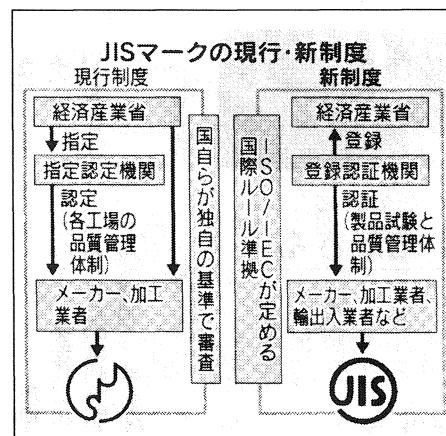 JISマークの現行・新制度
現行制度
経済産業省
指定
指定認定機関
認定
(各工場の
品質管理
体制)
メーカー、加工
業者
国自らが独自の基準で審査
新制度
経済産業省
登録
登録認証機関
認証
(製品試験と
品質管理体
制)
メーカー、加工業者、
輸出入業者など
ISO/IECが定める
国際ルール準拠
JIS